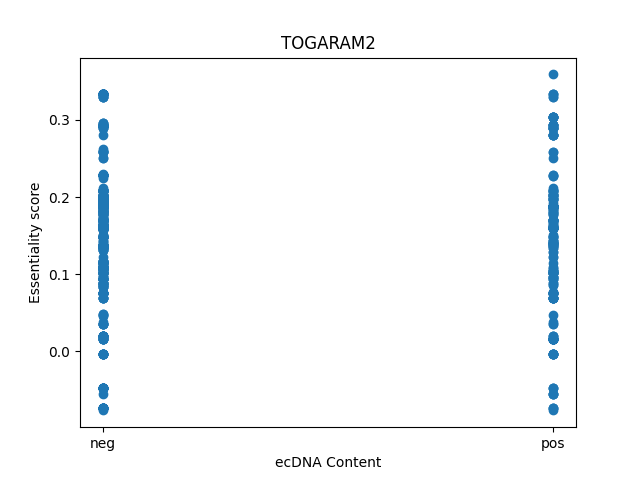 TOGARAM2
Essentiality score
0.3
0.2
0.1
0.0
neg
pos
ecDNA Content